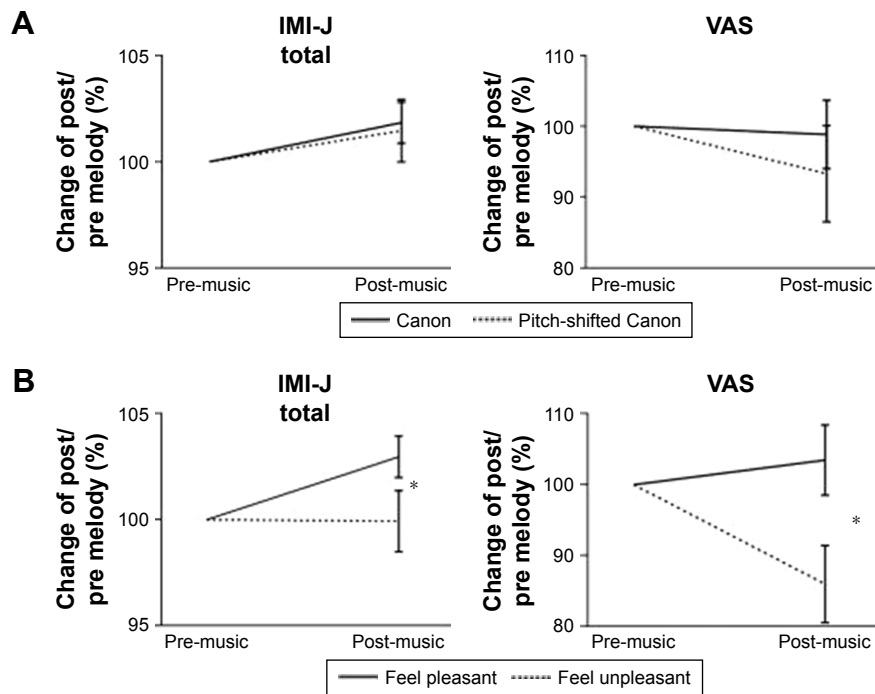 A
IMI-J
total
VAS
Change of post/
pre melody (%)
105
100
95
Pre-music
Post-music
Change of post/
pre melody (%)
110
100
90
80
Pre-music
Post-music
Canon
Pitch-shifted Canon
B
IMI-J
total
VAS
Change of post/
pre melody (%)
105
100
95
*
Pre-music
Post-music
Change of post/
pre melody (%)
110
100
90
80
*
Pre-music
Post-music
Feel pleasant
Feel unpleasant